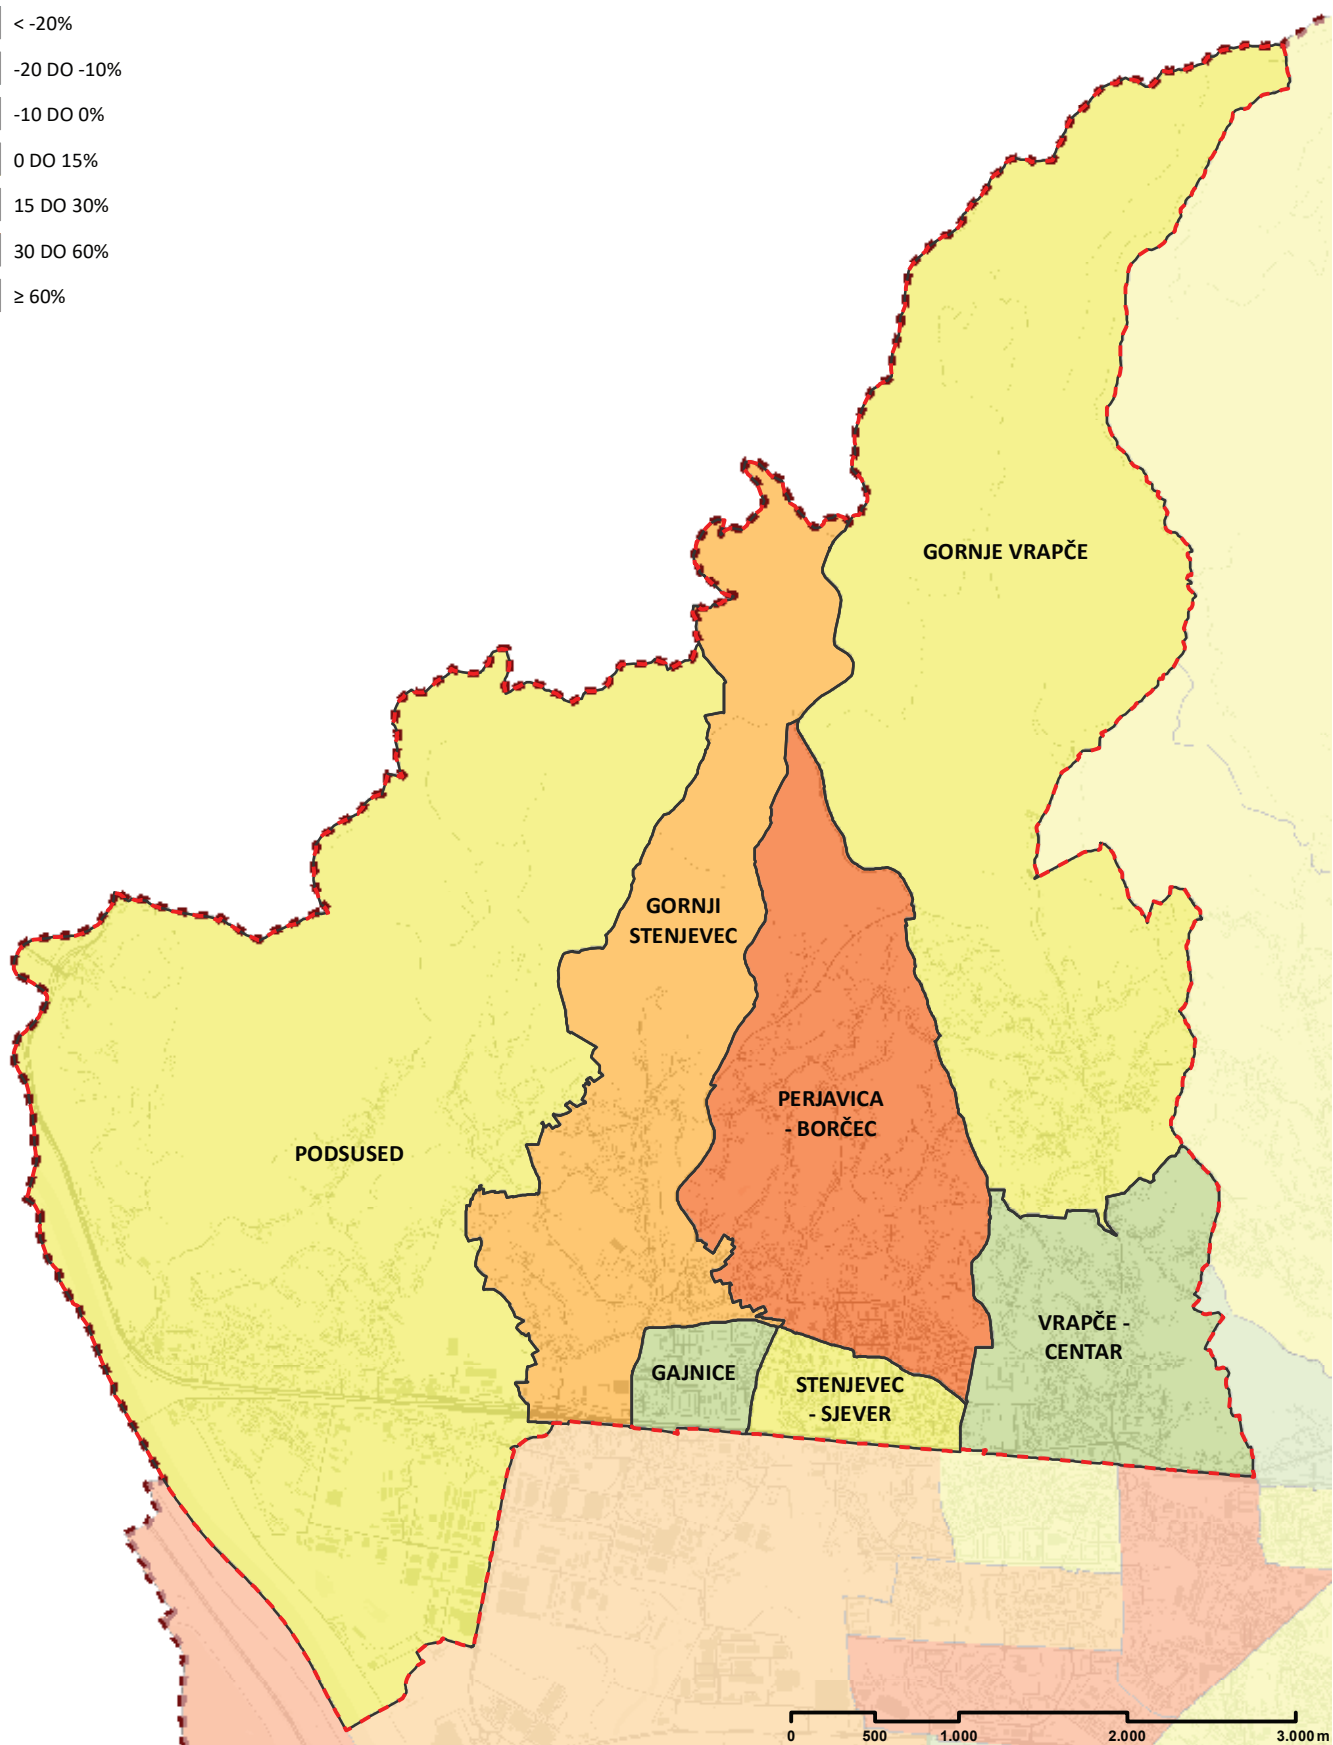 < -20%
-20 DO -10%
-10 DO 0%
0 DO 15%
15 DO 30%
30 DO 60%
≥ 60%
GORNJE VRAPČE
GORNJI
STENJEVEC
PERJAVICA
- BORČEC
PODSUSED
VRAPČE -
CENTAR
GAJNICE
STENJEVEC
- SJEVER
0 500 1.000 2.000 3.000 m